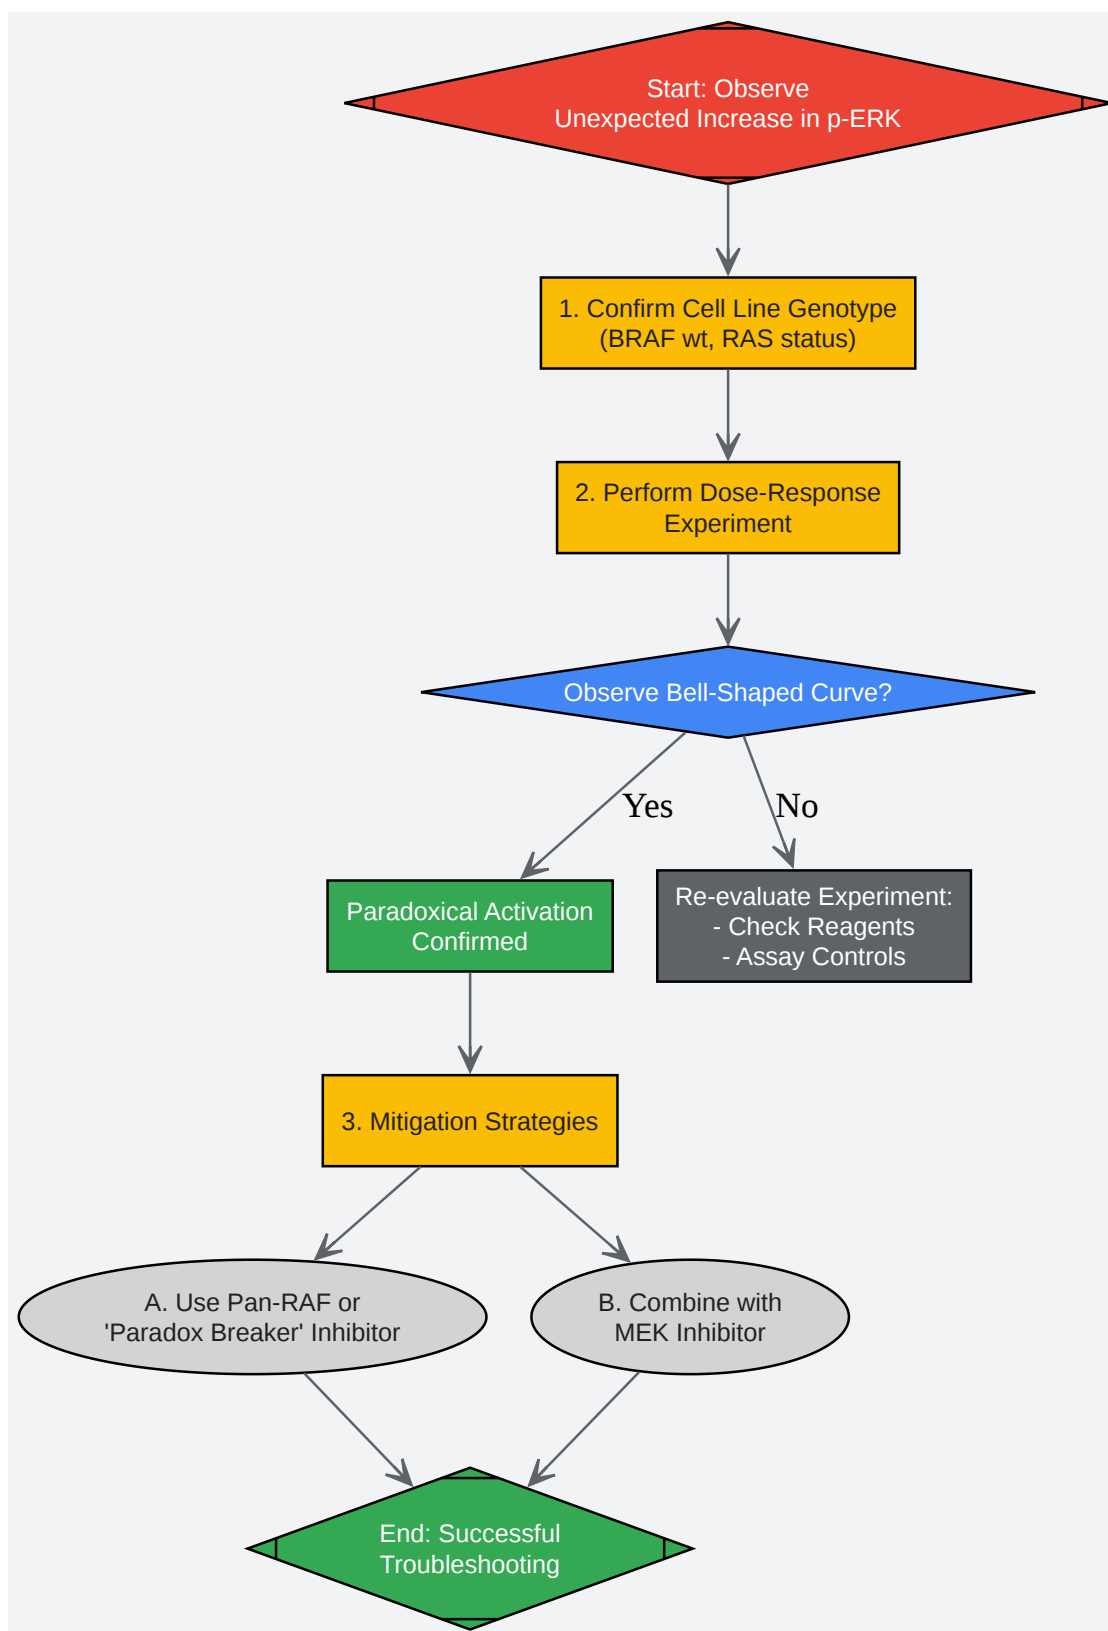 Start: Observe
Unexpected Increase in p-ERK
1. Confirm Cell Line Genotype
(BRAF wt, RAS status)
2. Perform Dose-Response
Experiment
Observe Bell-Shaped Curve?
Yes
No
Paradoxical Activation
Confirmed
Re-evaluate Experiment:
- Check Reagents
- Assay Controls
3. Mitigation Strategies
A. Use Pan-RAF or
'Paradox Breaker' Inhibitor
B. Combine with
MEK Inhibitor
End: Successful
Troubleshooting